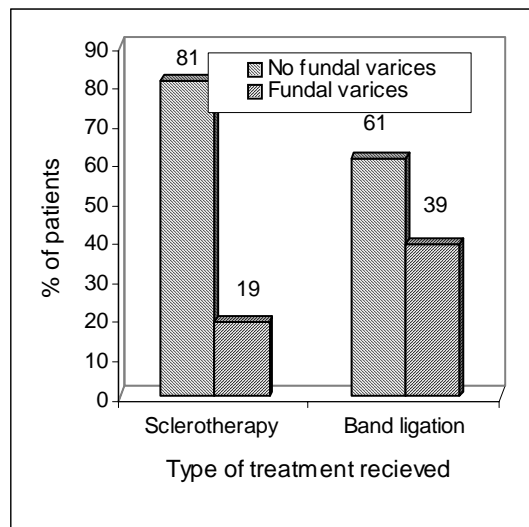 90
80
70
60
50
40
30
20
10
0
% of patients
81
19
61
39
No fundal varices
Fundal varices
Sclerotherapy
Band ligation
Type of treatment recieved